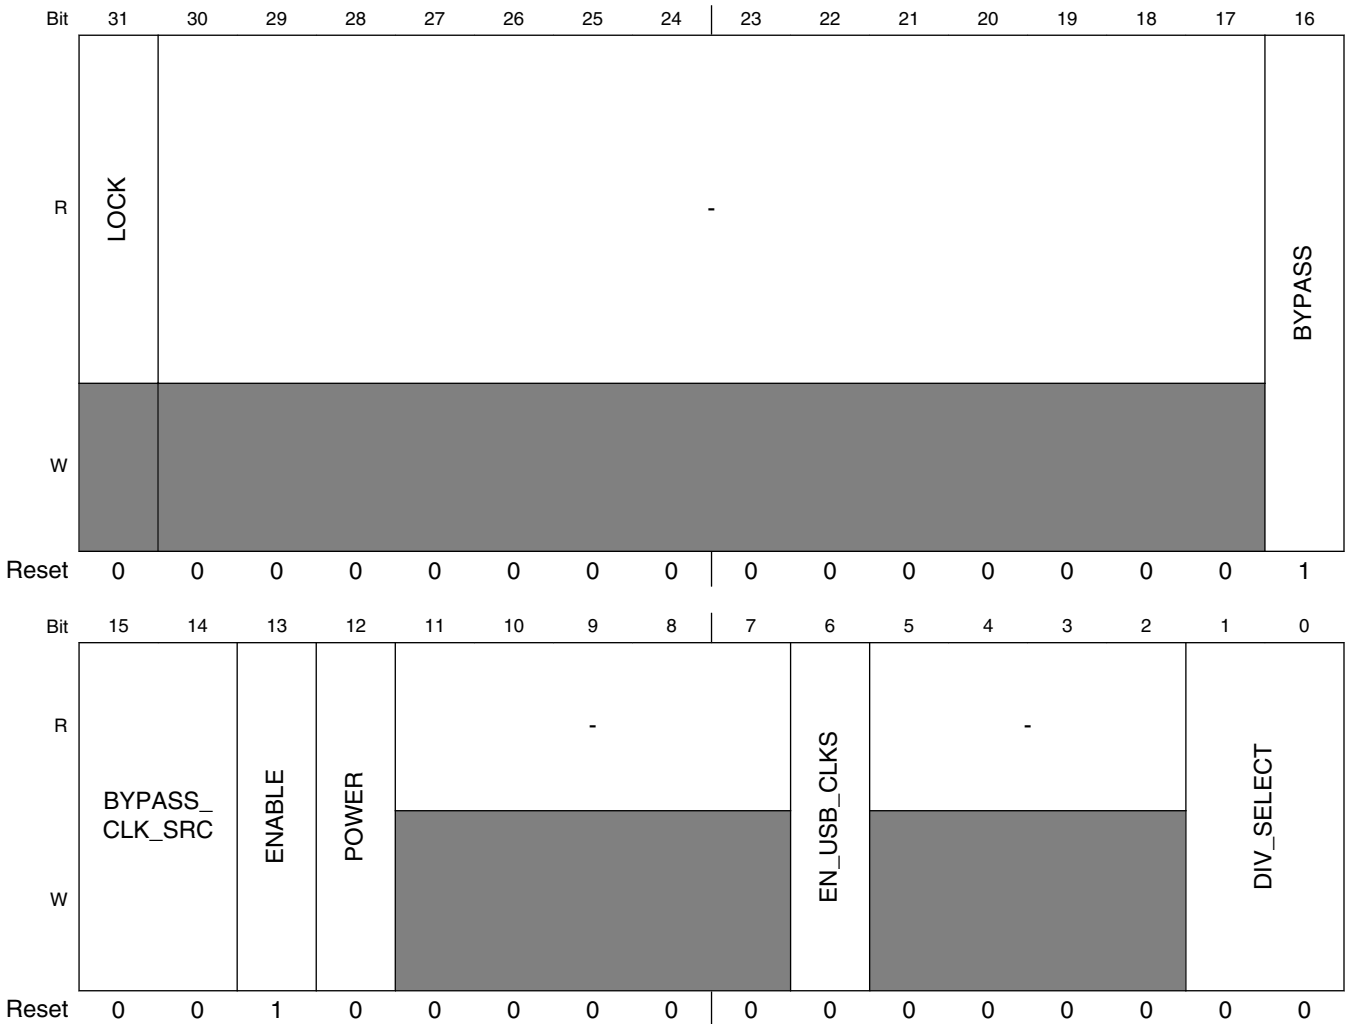 Bit 31 30 29 28 27 26 25 24 23 22 21 20 19 18 17 16
R LOCK - BYPASS
W
Reset 0 0 0 0 0 0 0 0 0 0 0 0 0 0 0 1
Bit 15 14 13 12 11 10 9 8 7 6 5 4 3 2 1 0
R - -
BYPASS_
CLK_SRC
ENABLE
POWER
EN_USB_CLKS
DIV_SELECT
W
Reset 0 0 1 0 0 0 0 0 0 0 0 0 0 0 0 0